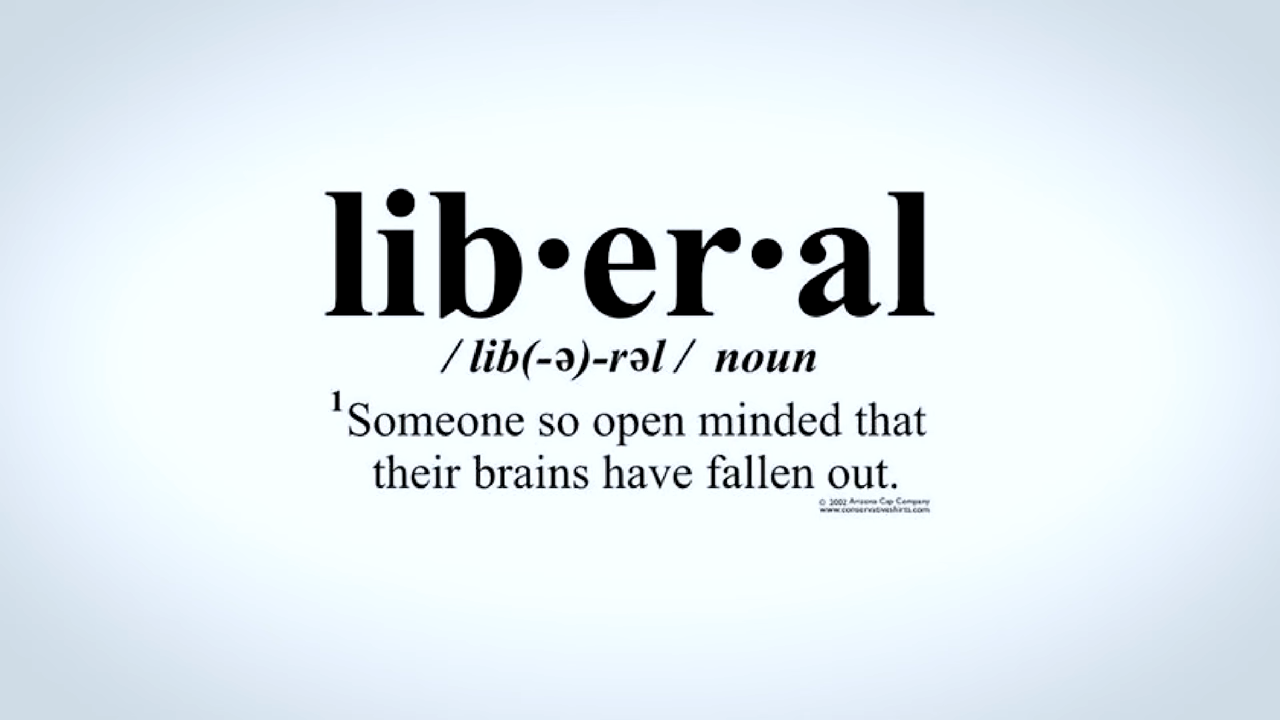 lib•er•al
/ lib(-ə)-rəl / noun
¹Someone so open minded that
their brains have fallen out.
© 2002 Arizona Cap Company
www.conservativeshirts.com